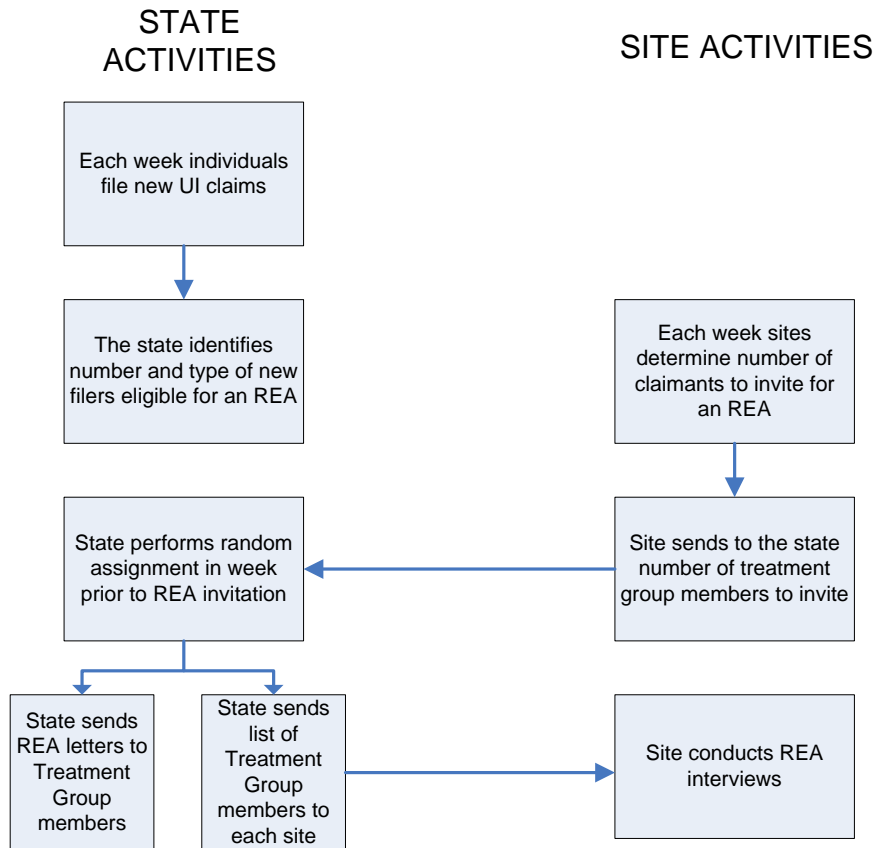 STATE
ACTIVITIES
SITE ACTIVITIES
Each week individuals
file new UI claims
The state identifies
number and type of new
filers eligible for an REA
Each week sites
determine number of
claimants to invite for
an REA
State performs random
assignment in week
prior to REA invitation
Site sends to the state
number of treatment
group members to invite
State sends
REA letters to
Treatment
Group
members
State sends
list of
Treatment
Group
members to
each site
Site conducts REA
interviews